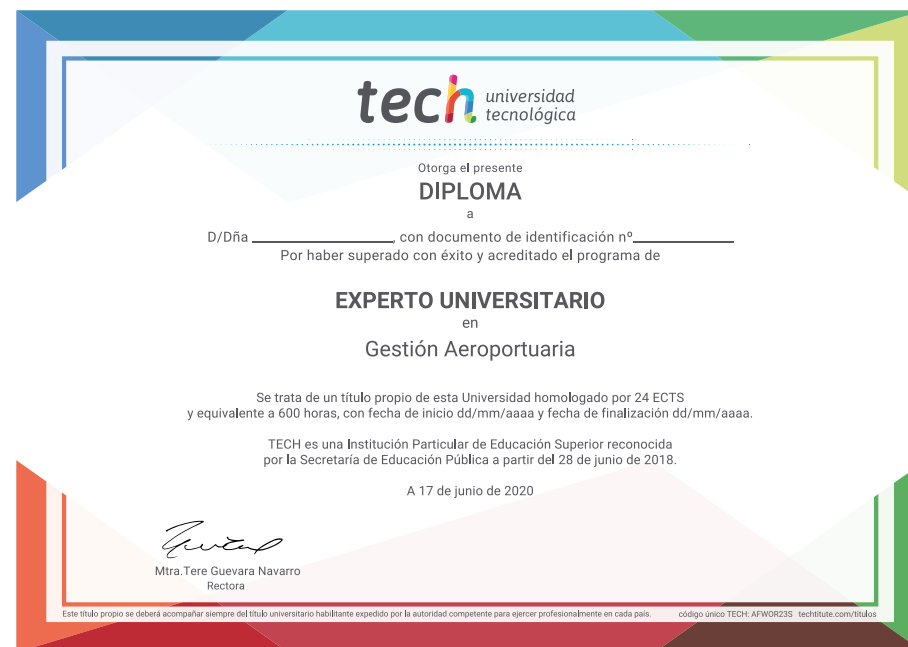 tech universidad
tecnológica
Otorga el presente
DIPLOMA
a
D/Dña ________________, con documento de identificación nº____________
Por haber superado con éxito y acreditado el programa de
EXPERTO UNIVERSITARIO
en
Gestión Aeroportuaria
Se trata de un título propio de esta Universidad homologado por 24 ECTS
y equivalente a 600 horas, con fecha de inicio dd/mm/aaaa y fecha de finalización dd/mm/aaaa.
TECH es una Institución Particular de Educación Superior reconocida
por la Secretaría de Educación Pública a partir del 28 de junio de 2018.
A 17 de junio de 2020
Mtra.Tere Guevara Navarro
Rectora
Este título propio se deberá acompañar siempre del título universitario habilitante expedido por la autoridad competente para ejercer profesionalmente en cada país. código único TECH: AFWOR23S techtitute.com/titulos